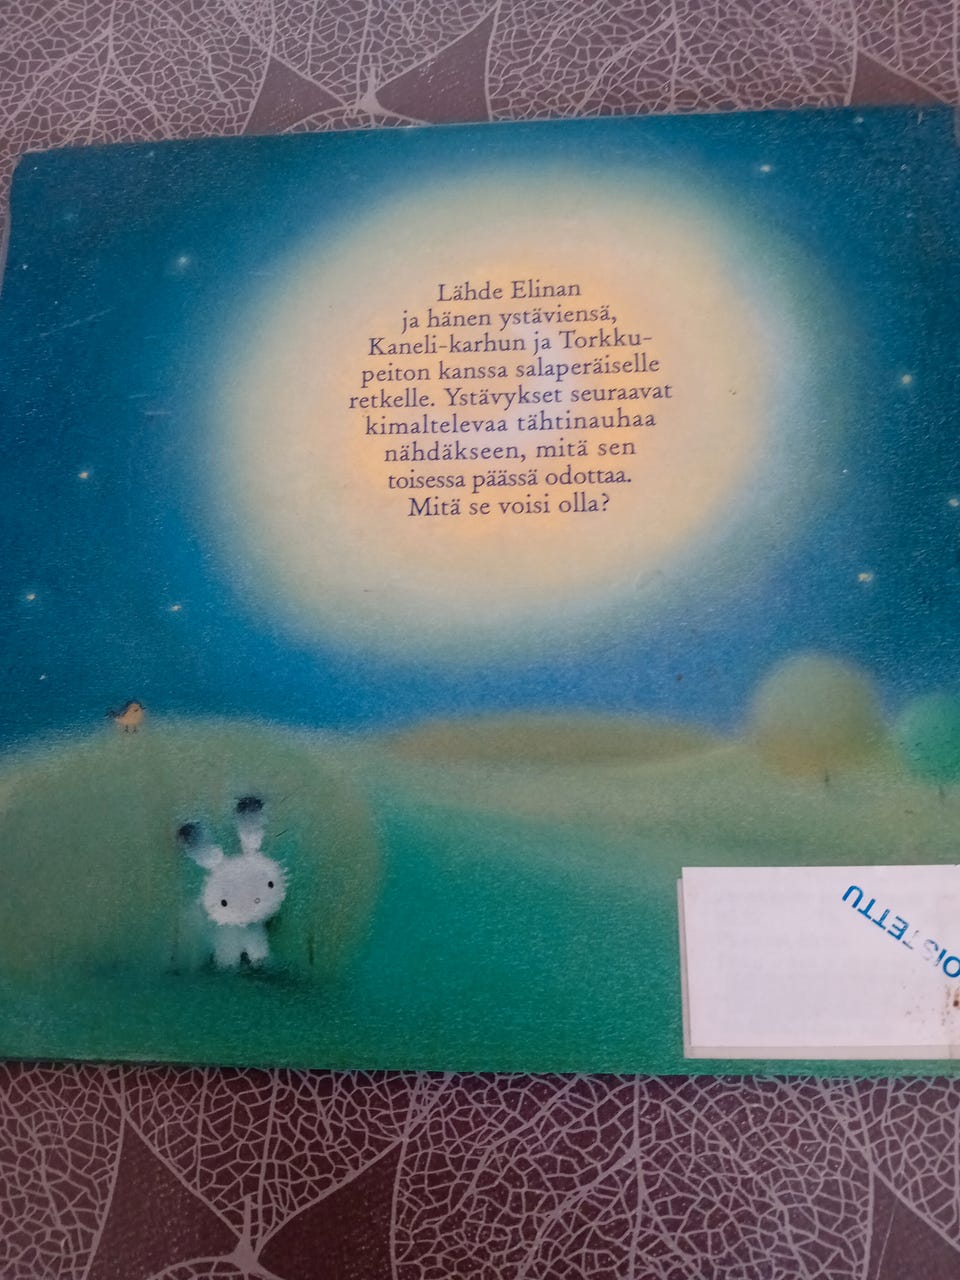 Lähde Elinan
ja hänen ystäviensä,
Kaneli-karhun ja Torkku-
peiton kanssa salaperäiselle
retkelle. Ystävykset seuraavat
kimaltelevaa tähtinauhaa
nähdäkseen, mitä sen
toisessa päässä odottaa.
Mitä se voisi olla?
OISTETTU